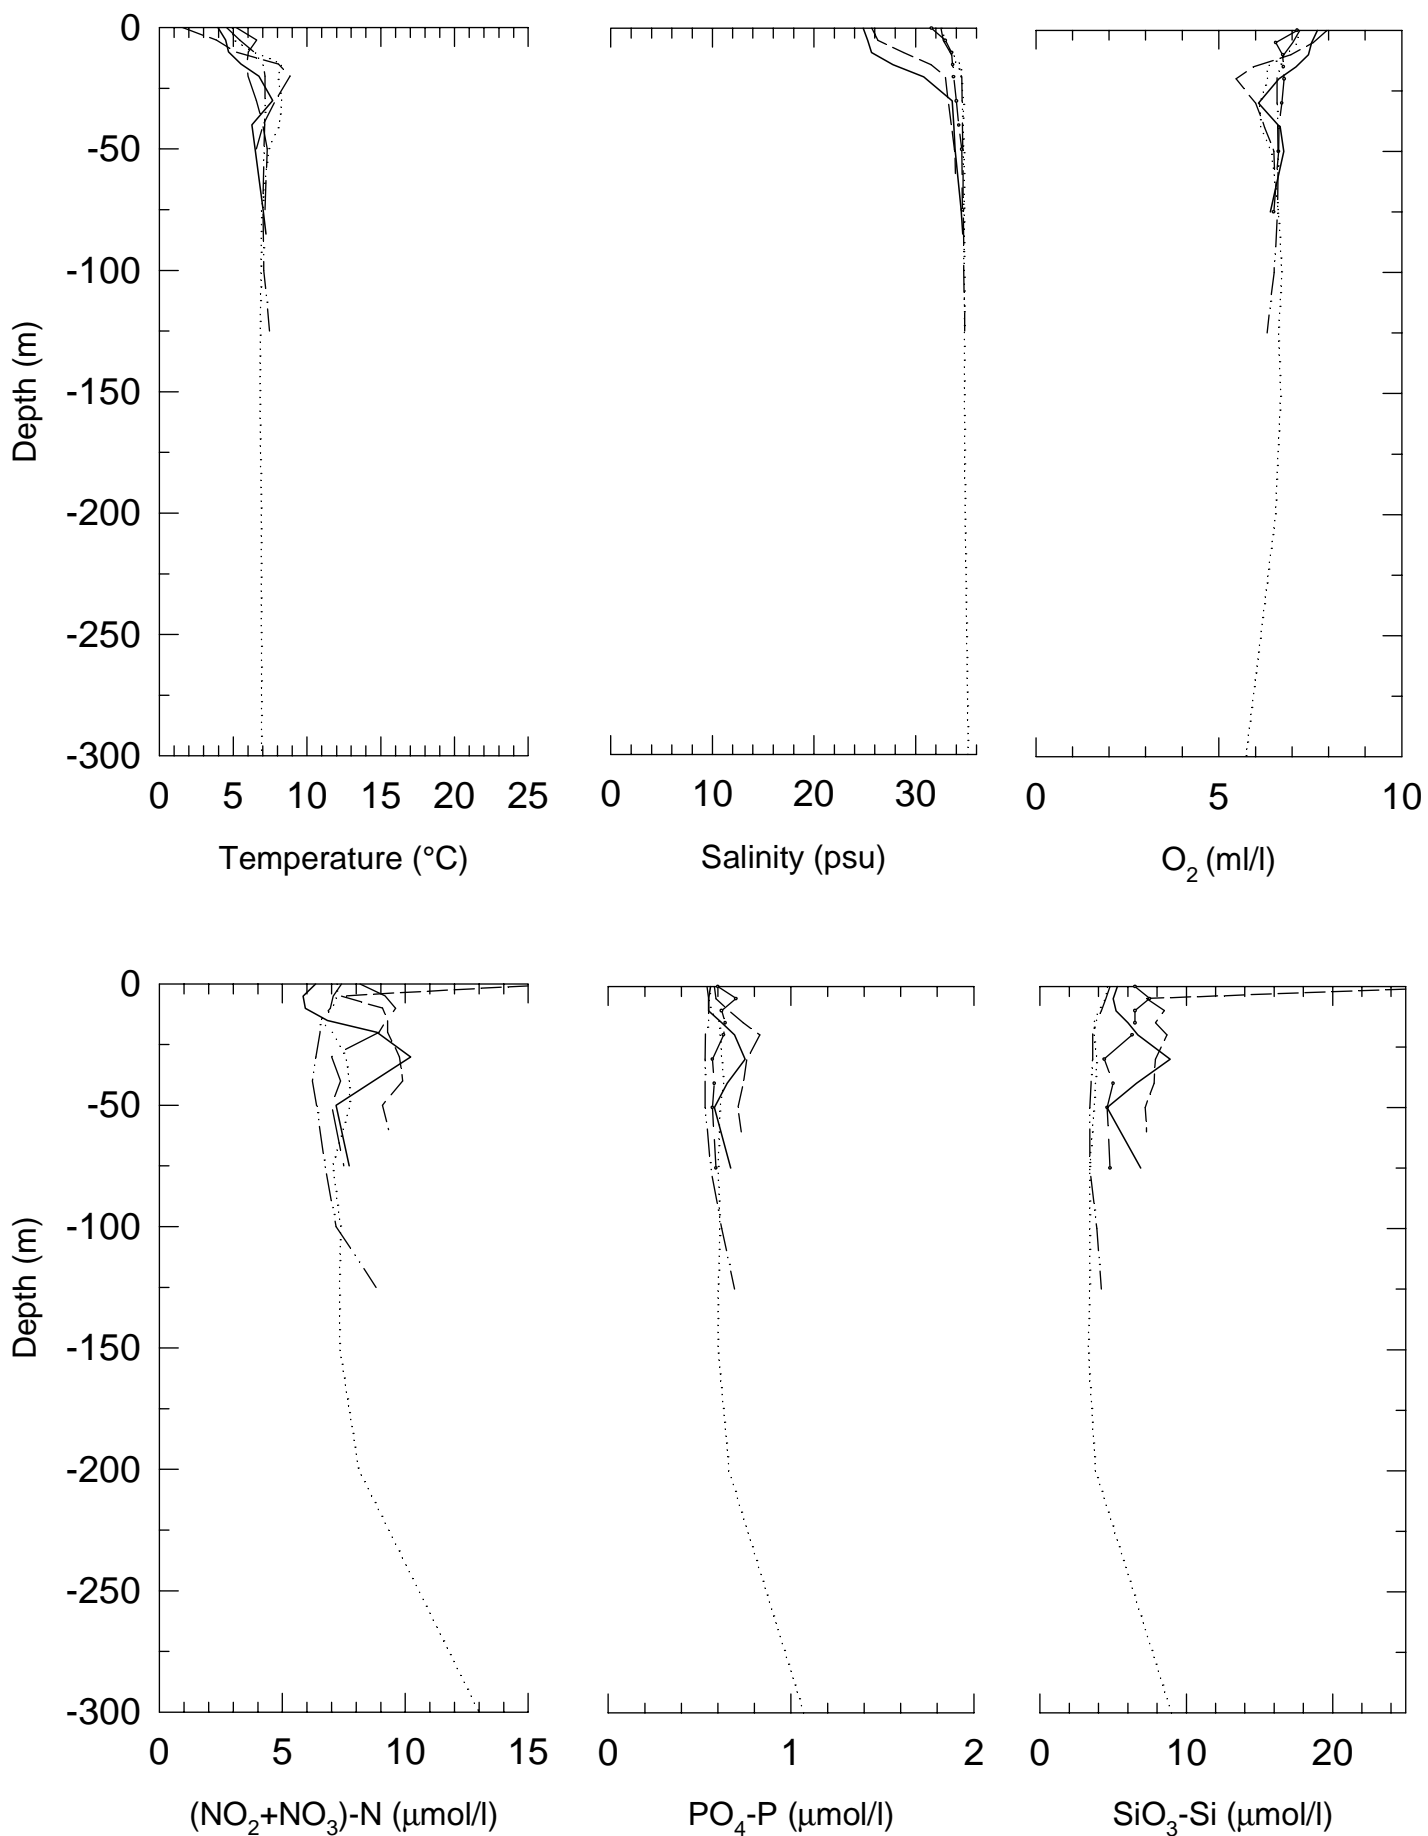 0
-50
-100
-150
-200
-250
-300
Depth (m)
0 5 10 15 20 25
Temperature (°C)
0 10 20 30
Salinity (psu)
0 5 10
O2 (ml/l)
0
-50
-100
-150
-200
-250
-300
Depth (m)
0 5 10 15
(NO2+NO3)-N (μmol/l)
0 1 2
PO4-P (μmol/l)
0 10 20
SiO3-Si (μmol/l)